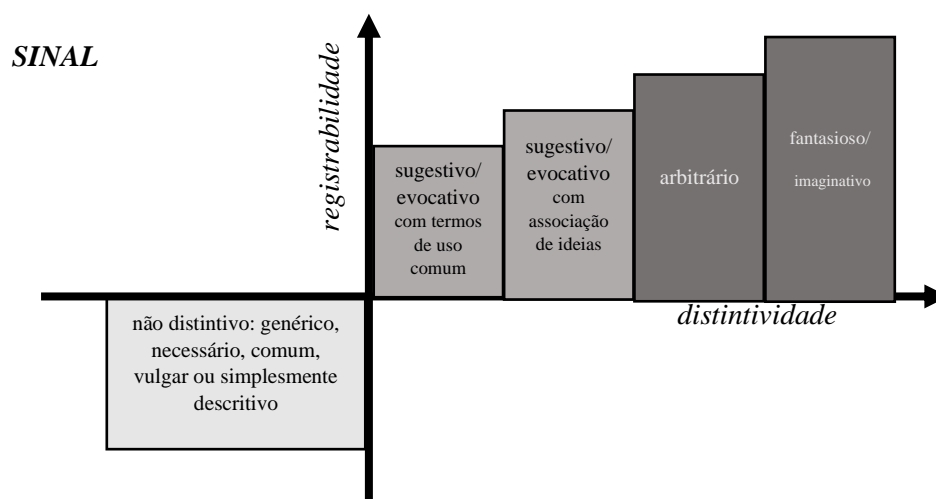 SINAL
registrabilidade
sugestivo/
evocativo
com termos
de uso
comum
sugestivo/
evocativo
com
associação
de ideias
arbitrário
fantasioso/
imaginativo
distintividade
não distintivo: genérico,
necessário, comum,
vulgar ou simplesmente
descritivo